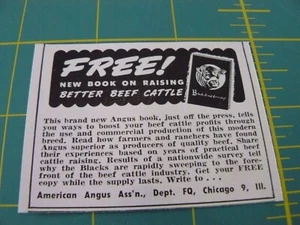 FREE!
NEW BOOK ON RAISING
BETTER BEEF CATTLE
This brand new Angus book, just off the press, tells
you ways to boost your beef cattle profits through
the use and commercial production of this modern
breed. Read how farmers and ranchers have found
Angus superior as producers of quality beef. Share
their experiences based on years of practical beef
cattle raising. Results of a nationwide survey tell
why the Blacks are rapidly sweeping to the fore-
front of the beef cattle industry. Get your FREE
copy while the supply lasts. Write to . . .
American Angus Ass'n., Dept. FQ, Chicago 9, Ill.